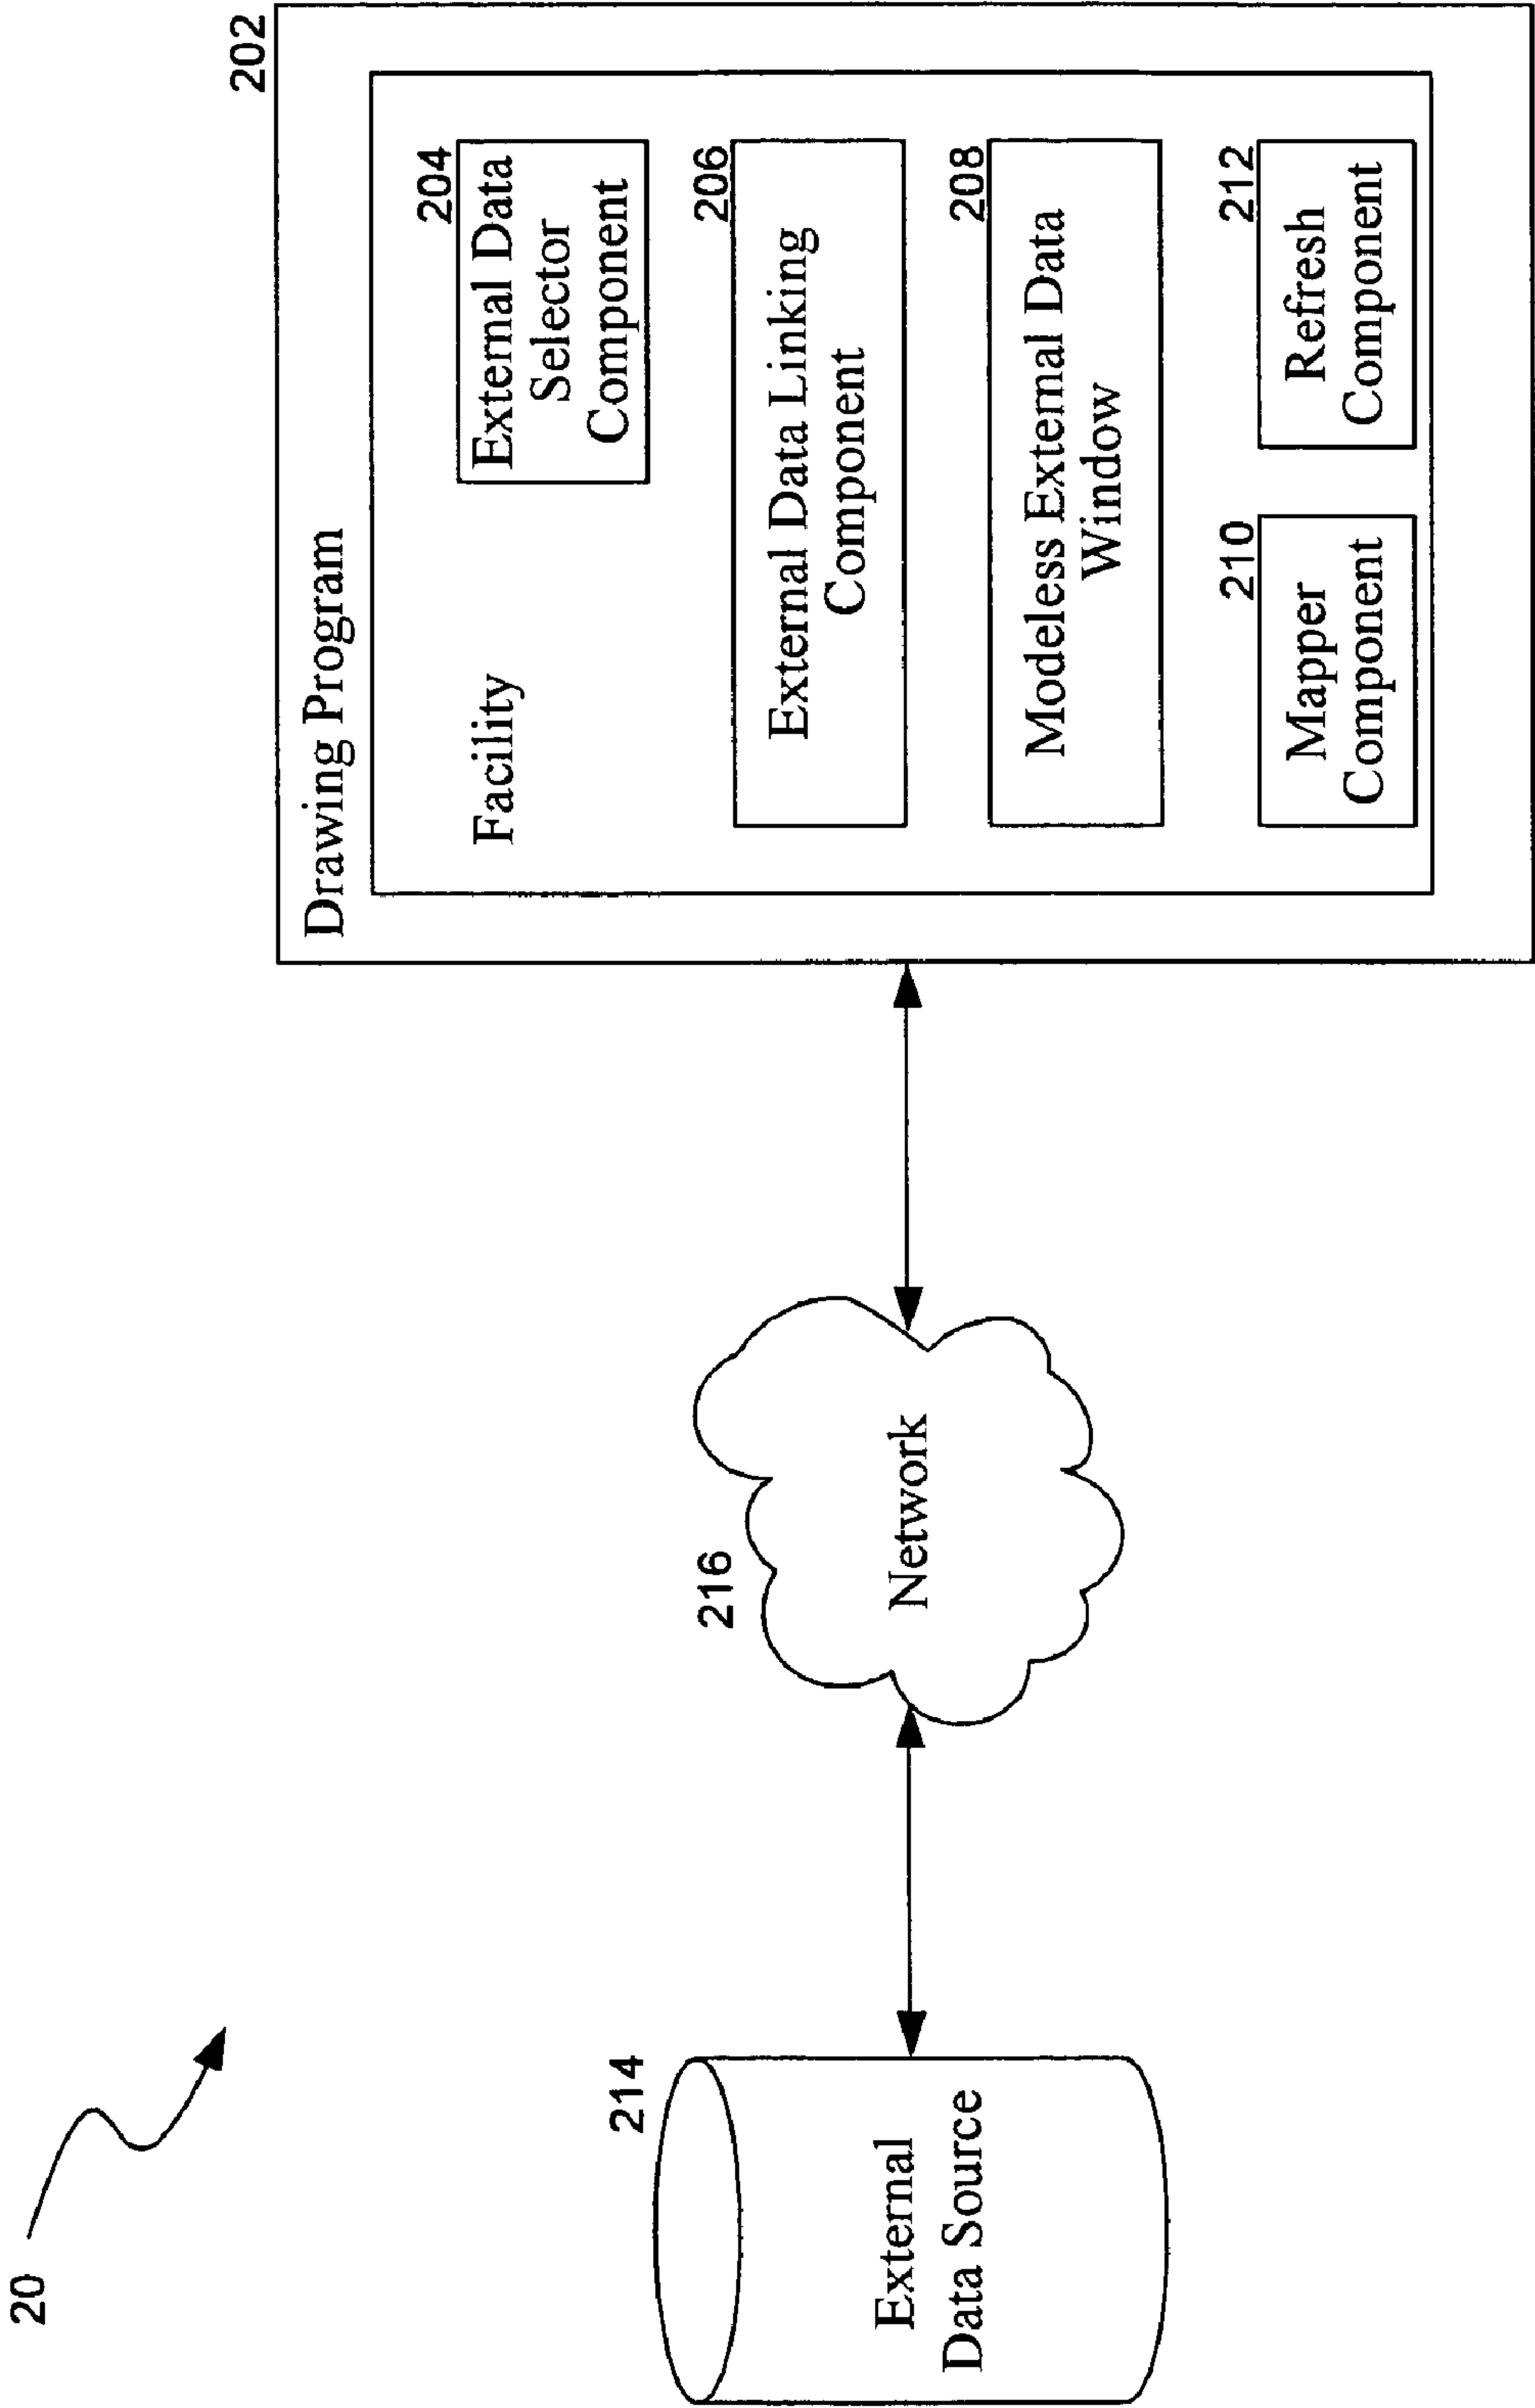 20
202
Drawing Program
Facility
204
External Data
Selector
Component
206
External Data Linking
Component
208
Modeless External Data
Window
210
Mapper
Component
212
Refresh
Component
216
Network
214
External
Data Source